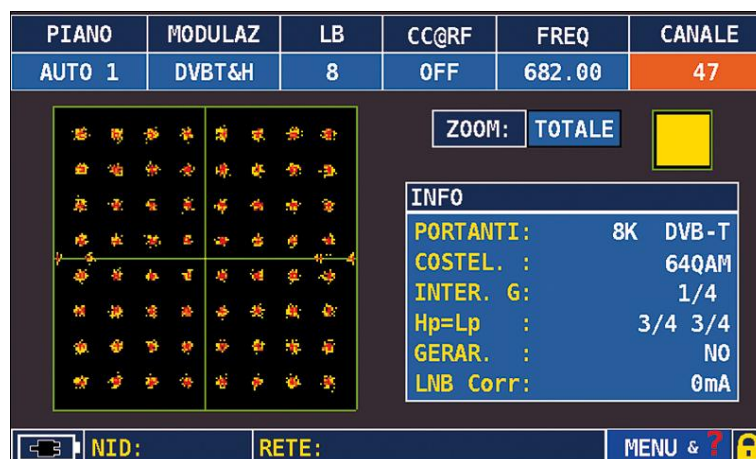 PIANO MODULAZ LB CC@RF FREQ CANALE
AUTO 1 DVBT&H 8 OFF 682.00 47
ZOOM: TOTALE
INFO
PORTANTI: 8K DVB-T
COSTEL. : 64QAM
INTER. G: 1/4
Hp=Lp : 3/4 3/4
GERAR. : NO
LNB Corr: 0mA
NID: RETE: MENU & ?